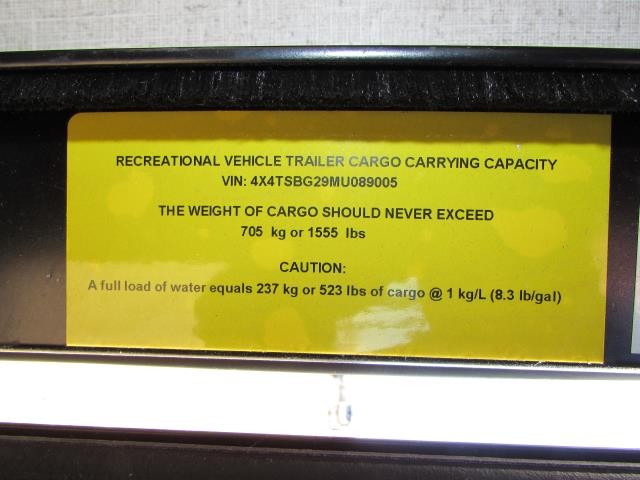 RECREATIONAL VEHICLE TRAILER CARGO CARRYING CAPACITY
VIN: 4X4TSBG29MU089005
THE WEIGHT OF CARGO SHOULD NEVER EXCEED
705 kg or 1555 lbs
CAUTION:
A full load of water equals 237 kg or 523 lbs of cargo @ 1 kg/L (8.3 lb/gal)